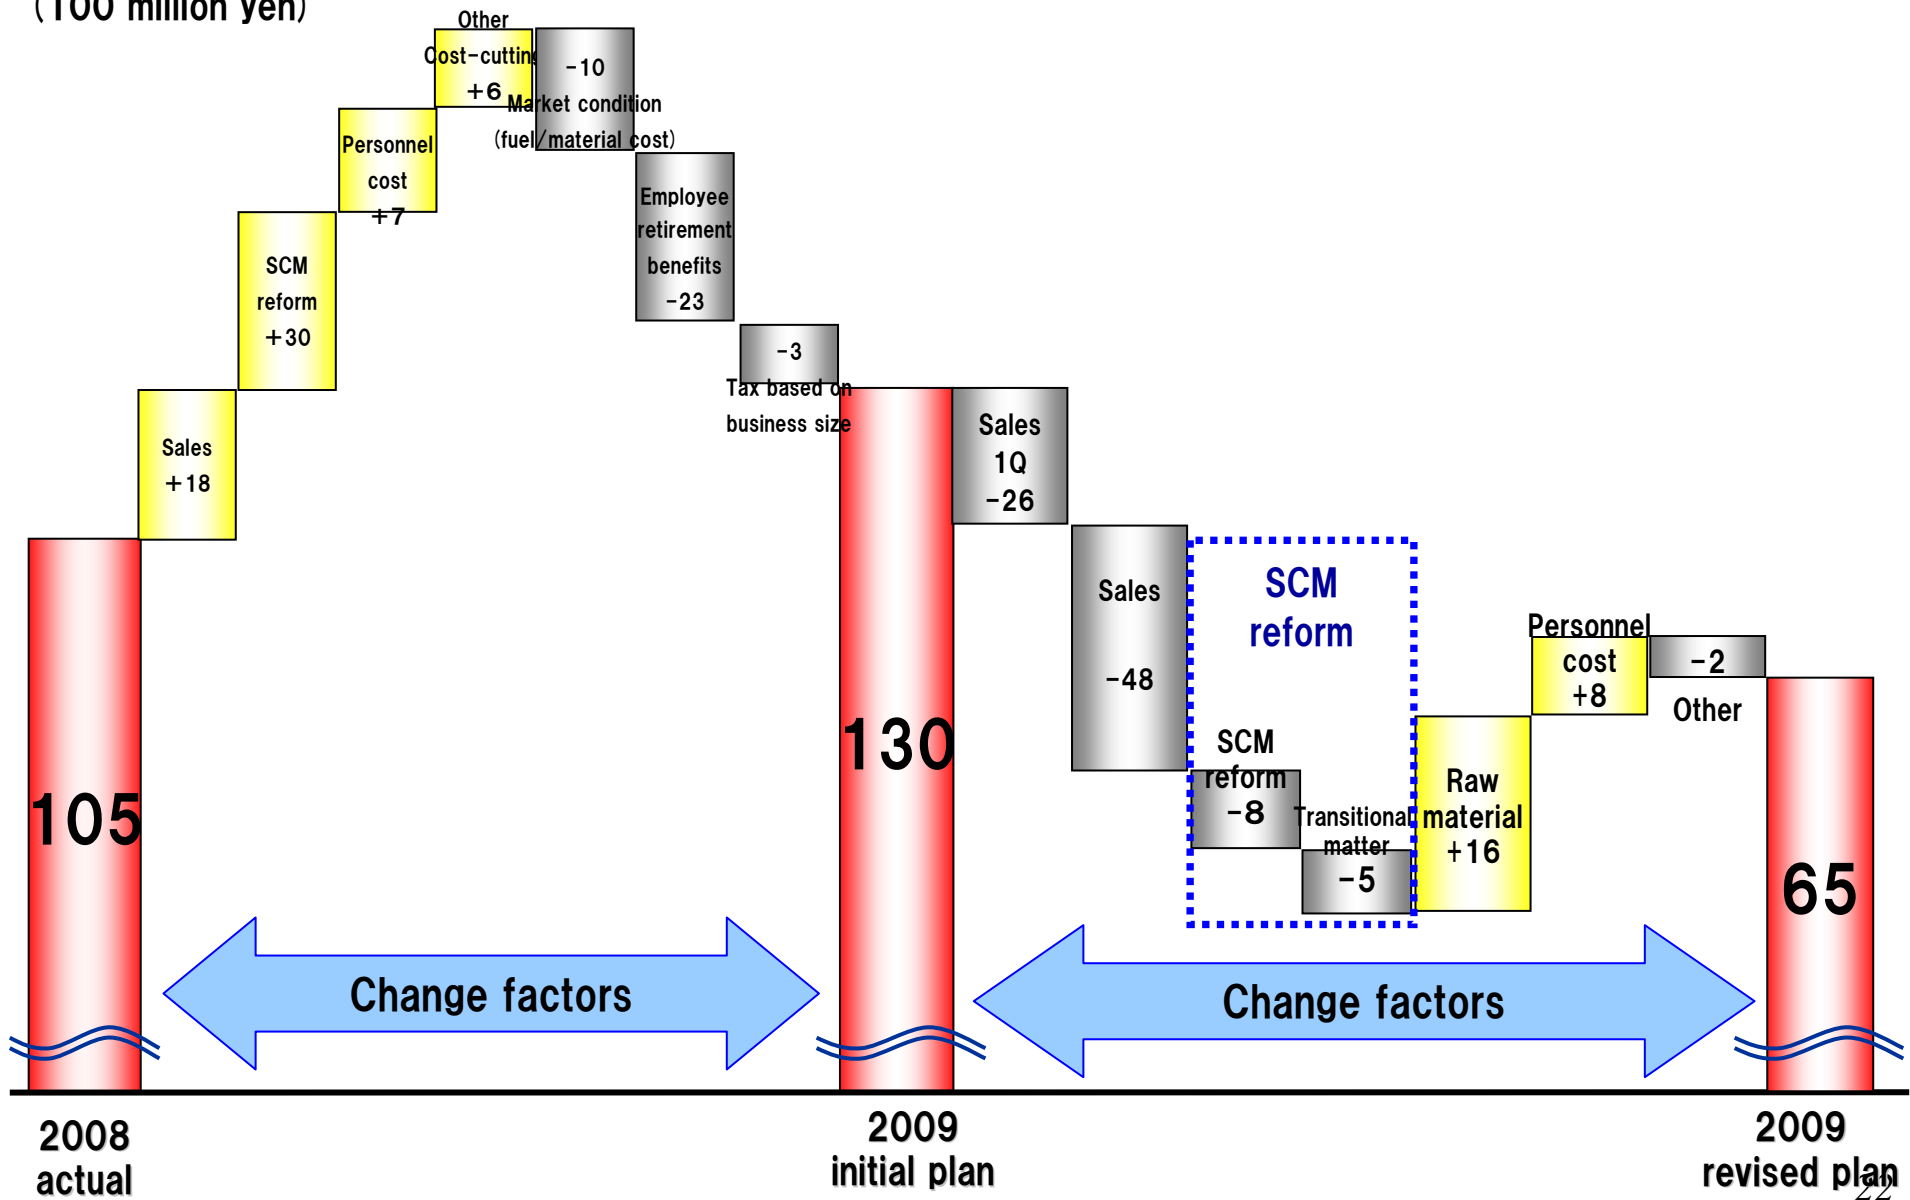 (100 million yen)
Other
Cost-cutting
+6
-10
Market condition
(fuel/material cost)
Personnel
cost
+7
Employee
retirement
benefits
-23
SCM
reform
+30
-3
Tax based on
business size
Sales
+18
Sales
1Q
-26
Sales
-48
SCM
reform
SCM
reform
-8
Transitional
matter
-5
Raw
material
+16
Personnel
cost
+8
-2
Other
105
130
65
Change factors
Change factors
2008
actual
2009
initial plan
2009
revised plan
22